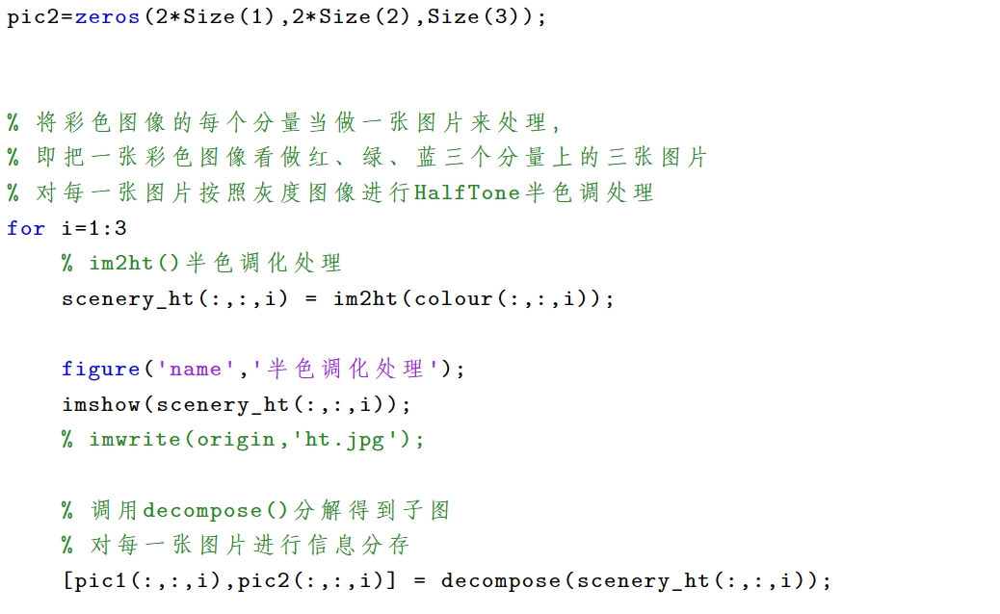 pic2=zeros(2*Size(1),2*Size(2),Size(3));
% 将彩色图像的每个分量当做一张图片来处理,
% 即把一张彩色图像看做红、绿、蓝三个分量上的三张图片
% 对每一张图片按照灰度图像进行HalfTone半色调处理
for i=1:3
% im2ht()半色调化处理
scenery_ht(:,:,i) = im2ht(colour(:,:,i));
figure('name','半色调化处理');
imshow(scenery_ht(:,:,i));
% imwrite(origin,'ht.jpg');
% 调用decompose()分解得到子图
% 对每一张图片进行信息分存
[pic1(:,:,i),pic2(:,:,i)] = decompose(scenery_ht(:,:,i));